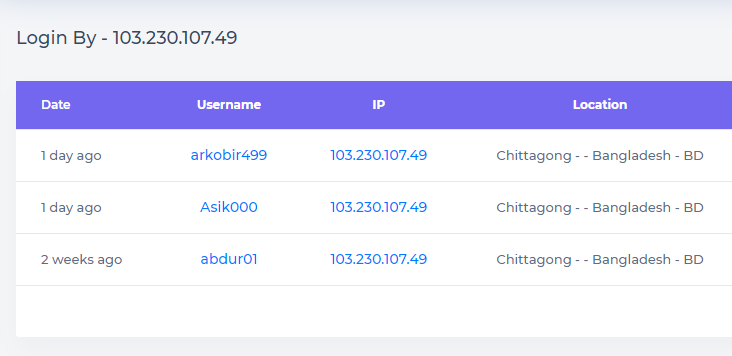 Login By - 103.230.107.49
Date Username IP Location
1 day ago arkobir499 103.230.107.49 Chittagong - - Bangladesh - BD
1 day ago Asik000 103.230.107.49 Chittagong - - Bangladesh - BD
2 weeks ago abdur01 103.230.107.49 Chittagong - - Bangladesh - BD